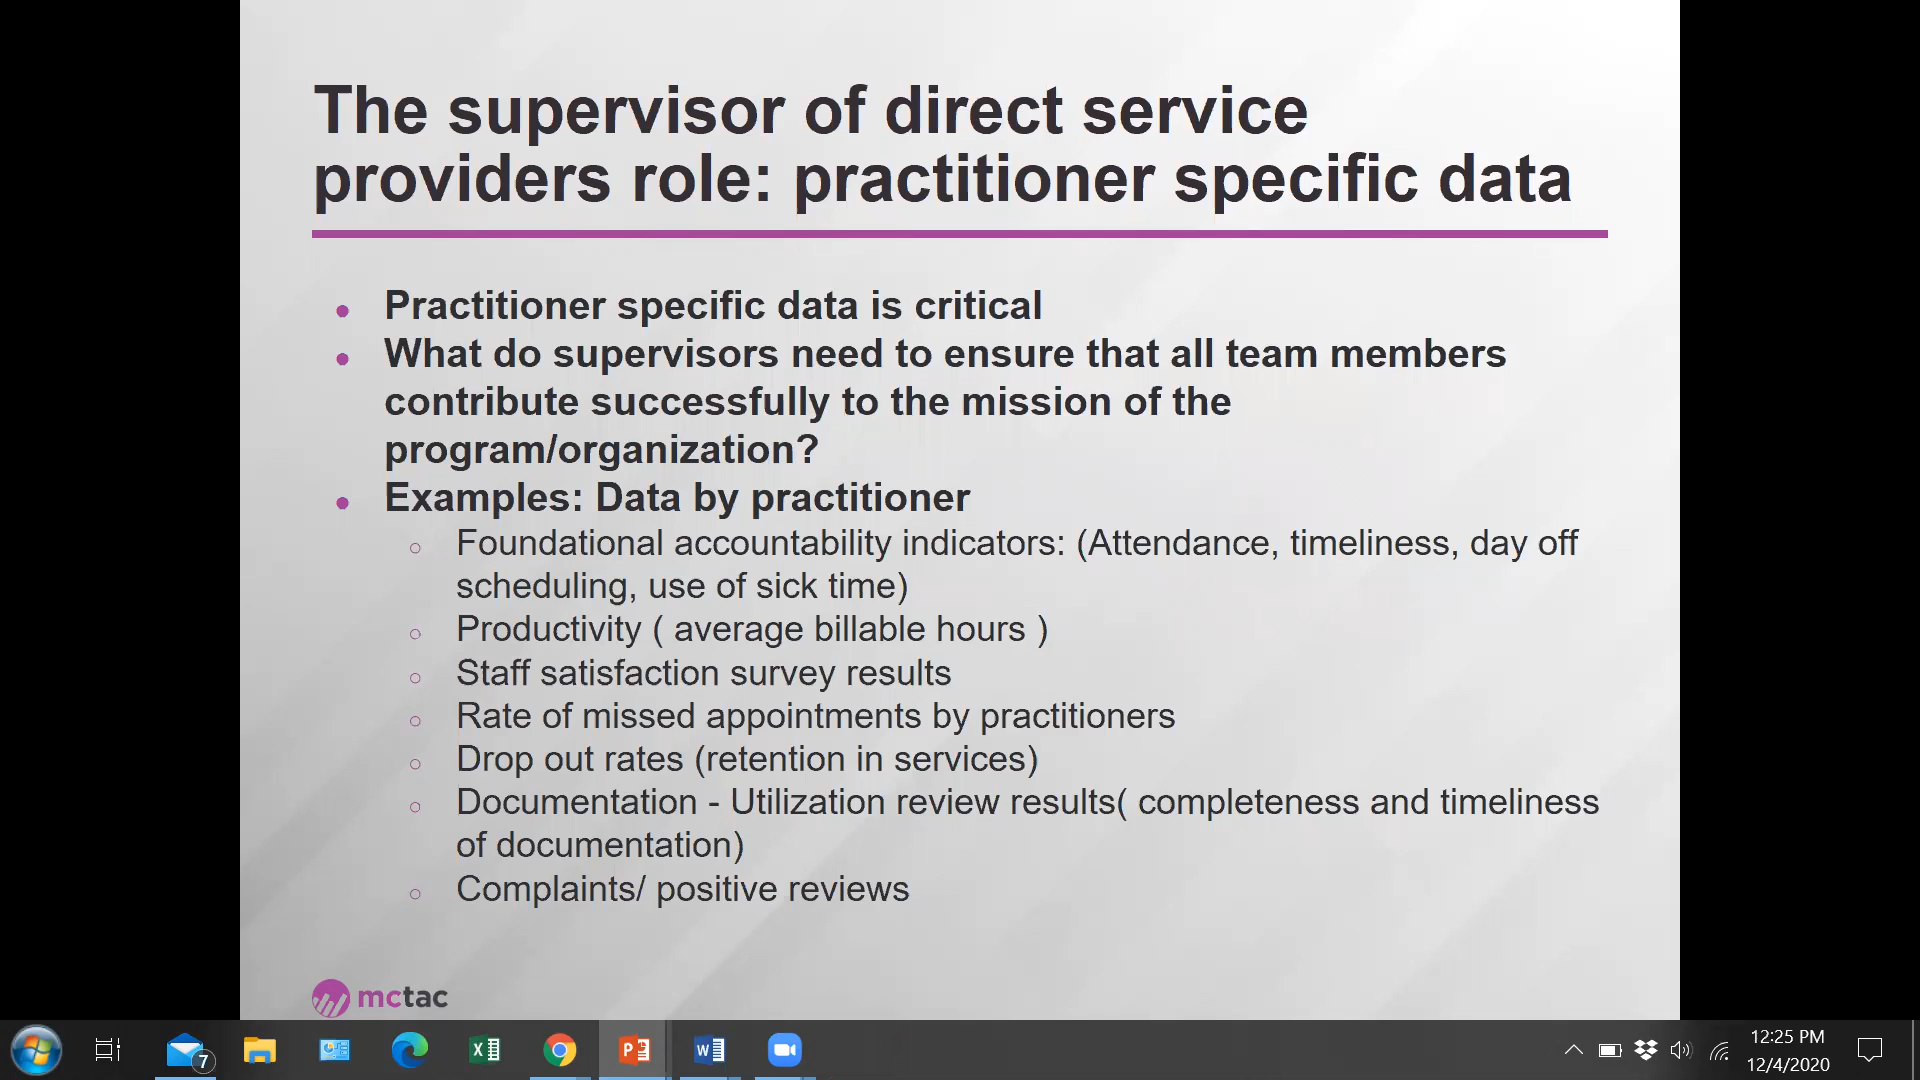 The supervisor of direct service
providers role: practitioner specific data
Practitioner specific data is critical
What do supervisors need to ensure that all team members
contribute successfully to the mission of the
program/organization?
Examples: Data by practitioner
Foundational accountability indicators: (Attendance, timeliness, day off
scheduling, use of sick time)
Productivity ( average billable hours )
Staff satisfaction survey results
Rate of missed appointments by practitioners
Drop out rates (retention in services)
Documentation - Utilization review results( completeness and timeliness
of documentation)
Complaints/ positive reviews
mctac
7
12:25 PM
12/4/2020